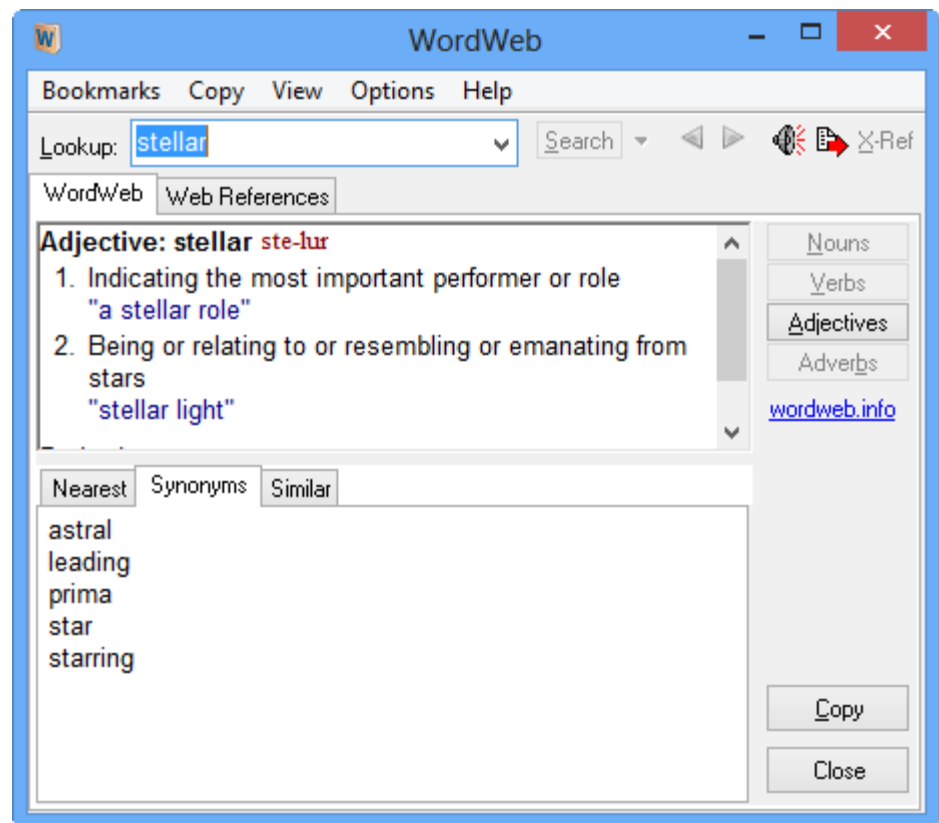 W WordWeb
Bookmarks Copy View Options Help
Lookup: stellar Search X-Ref
WordWeb Web References
Adjective: stellar ste-lur
1. Indicating the most important performer or role
"a stellar role"
2. Being or relating to or resembling or emanating from
stars
"stellar light"
Nouns
Verbs
Adjectives
Adverbs
wordweb.info
Nearest Synonyms Similar
astral
leading
prima
star
starring
Copy
Close